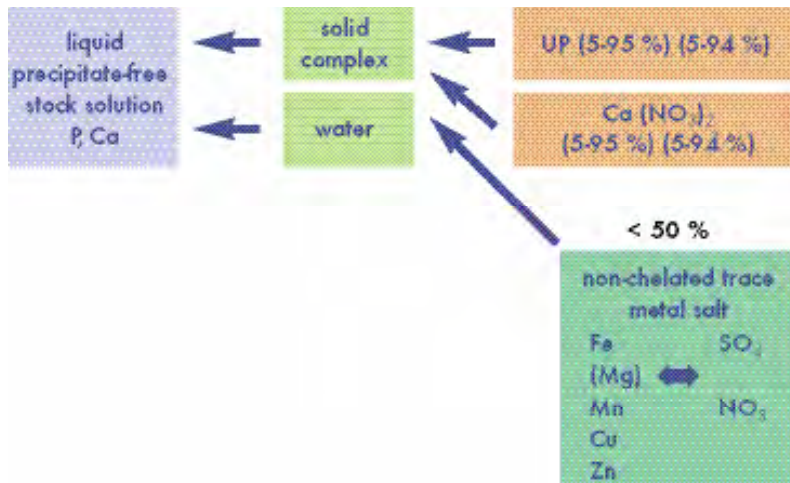 liquid
precipitate-free
stock solution
P, Ca
solid
complex
water
UP (5-95 %) (5-94 %)
Ca (NO₃)₂
(5-95 %) (5-94 %)
< 50 %
non-chelated trace
metal salt
Fe SO₄
(Mg)
Mn NO₃
Cu
Zn